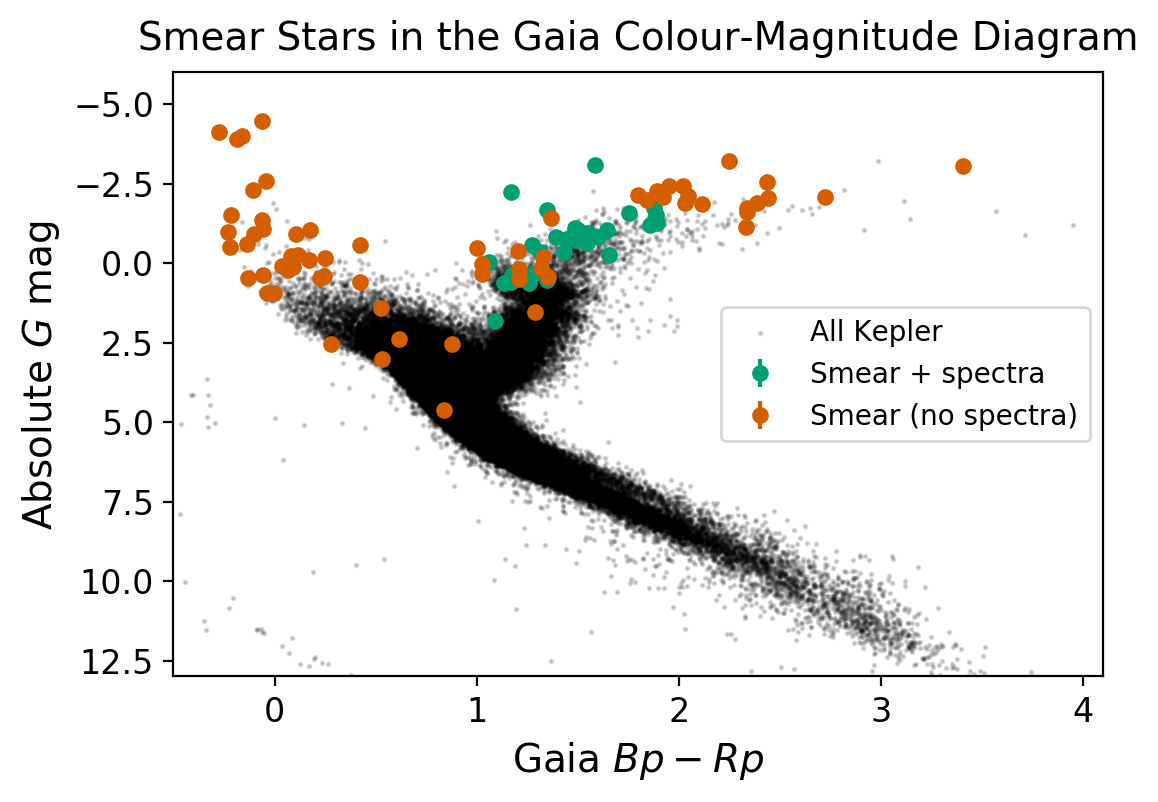 Smear Stars in the Gaia Colour-Magnitude Diagram
Absolute G mag
−5.0
−2.5
0.0
2.5
5.0
7.5
10.0
12.5
All Kepler
Smear + spectra
Smear (no spectra)
0 1 2 3 4
Gaia Bp − Rp